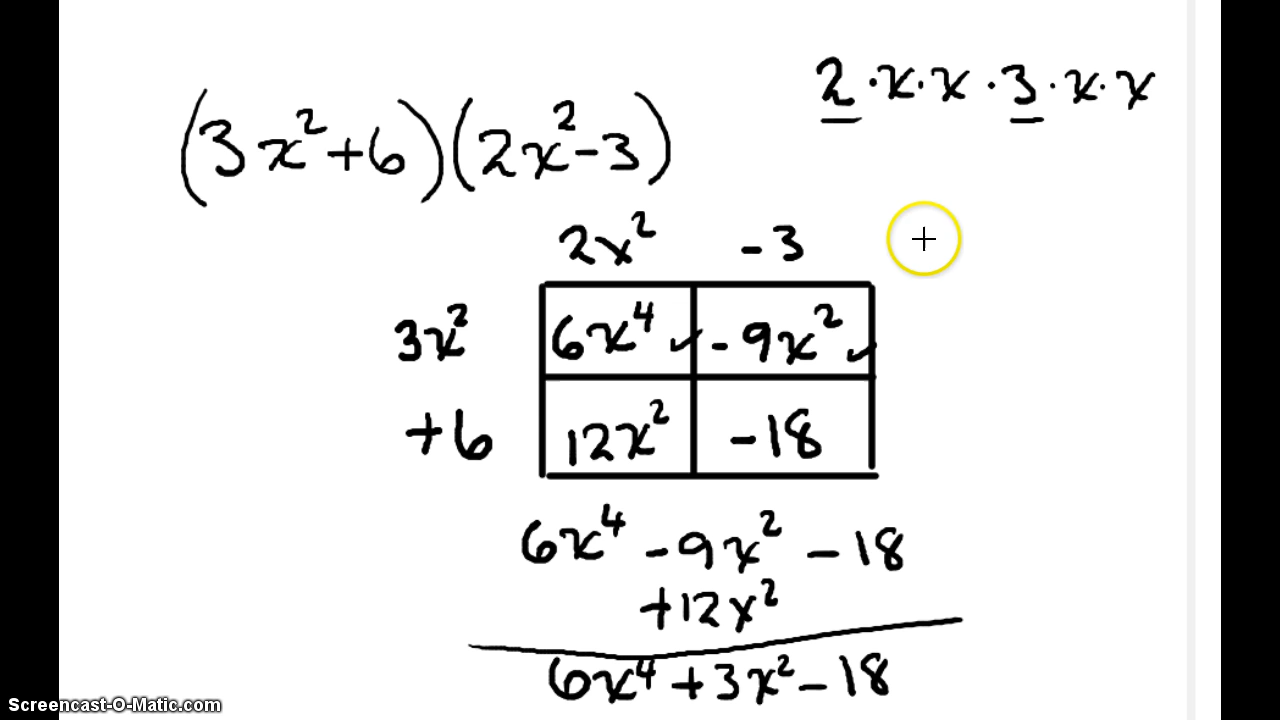 2·x·x·3·x·x
(3x²+6)(2x²-3)
2x² -3
3x² 6x⁴ ✓ -9x² ✓
+6 12x² -18
6x⁴ -9x² -18
+12x²
6x⁴+3x²-18
Screencast-O-Matic.com